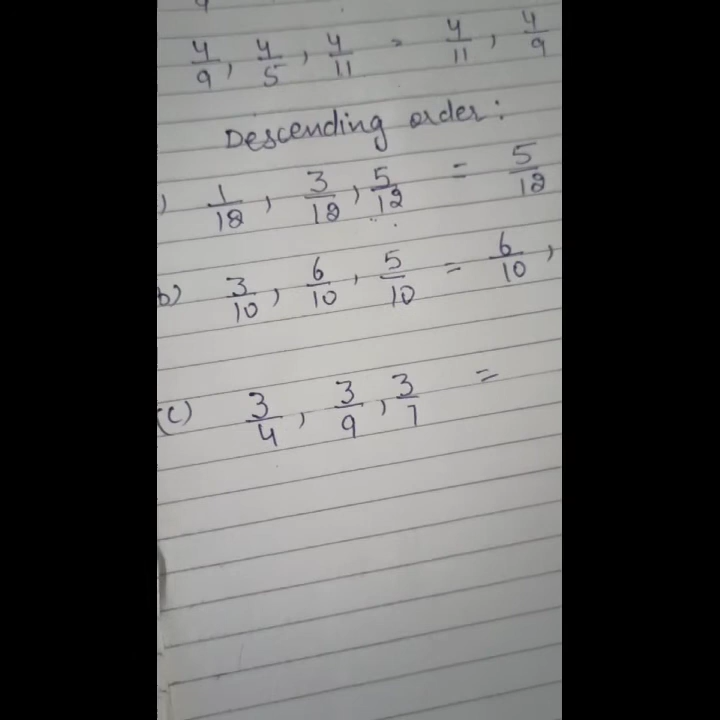 4/9, 4/5, 4/11 = 4/11, 4/9
Descending order:
) 1/18, 3/18, 5/18 = 5/18
b) 3/10, 6/10, 5/10 = 6/10,
(c) 3/4, 3/9, 3/7 =